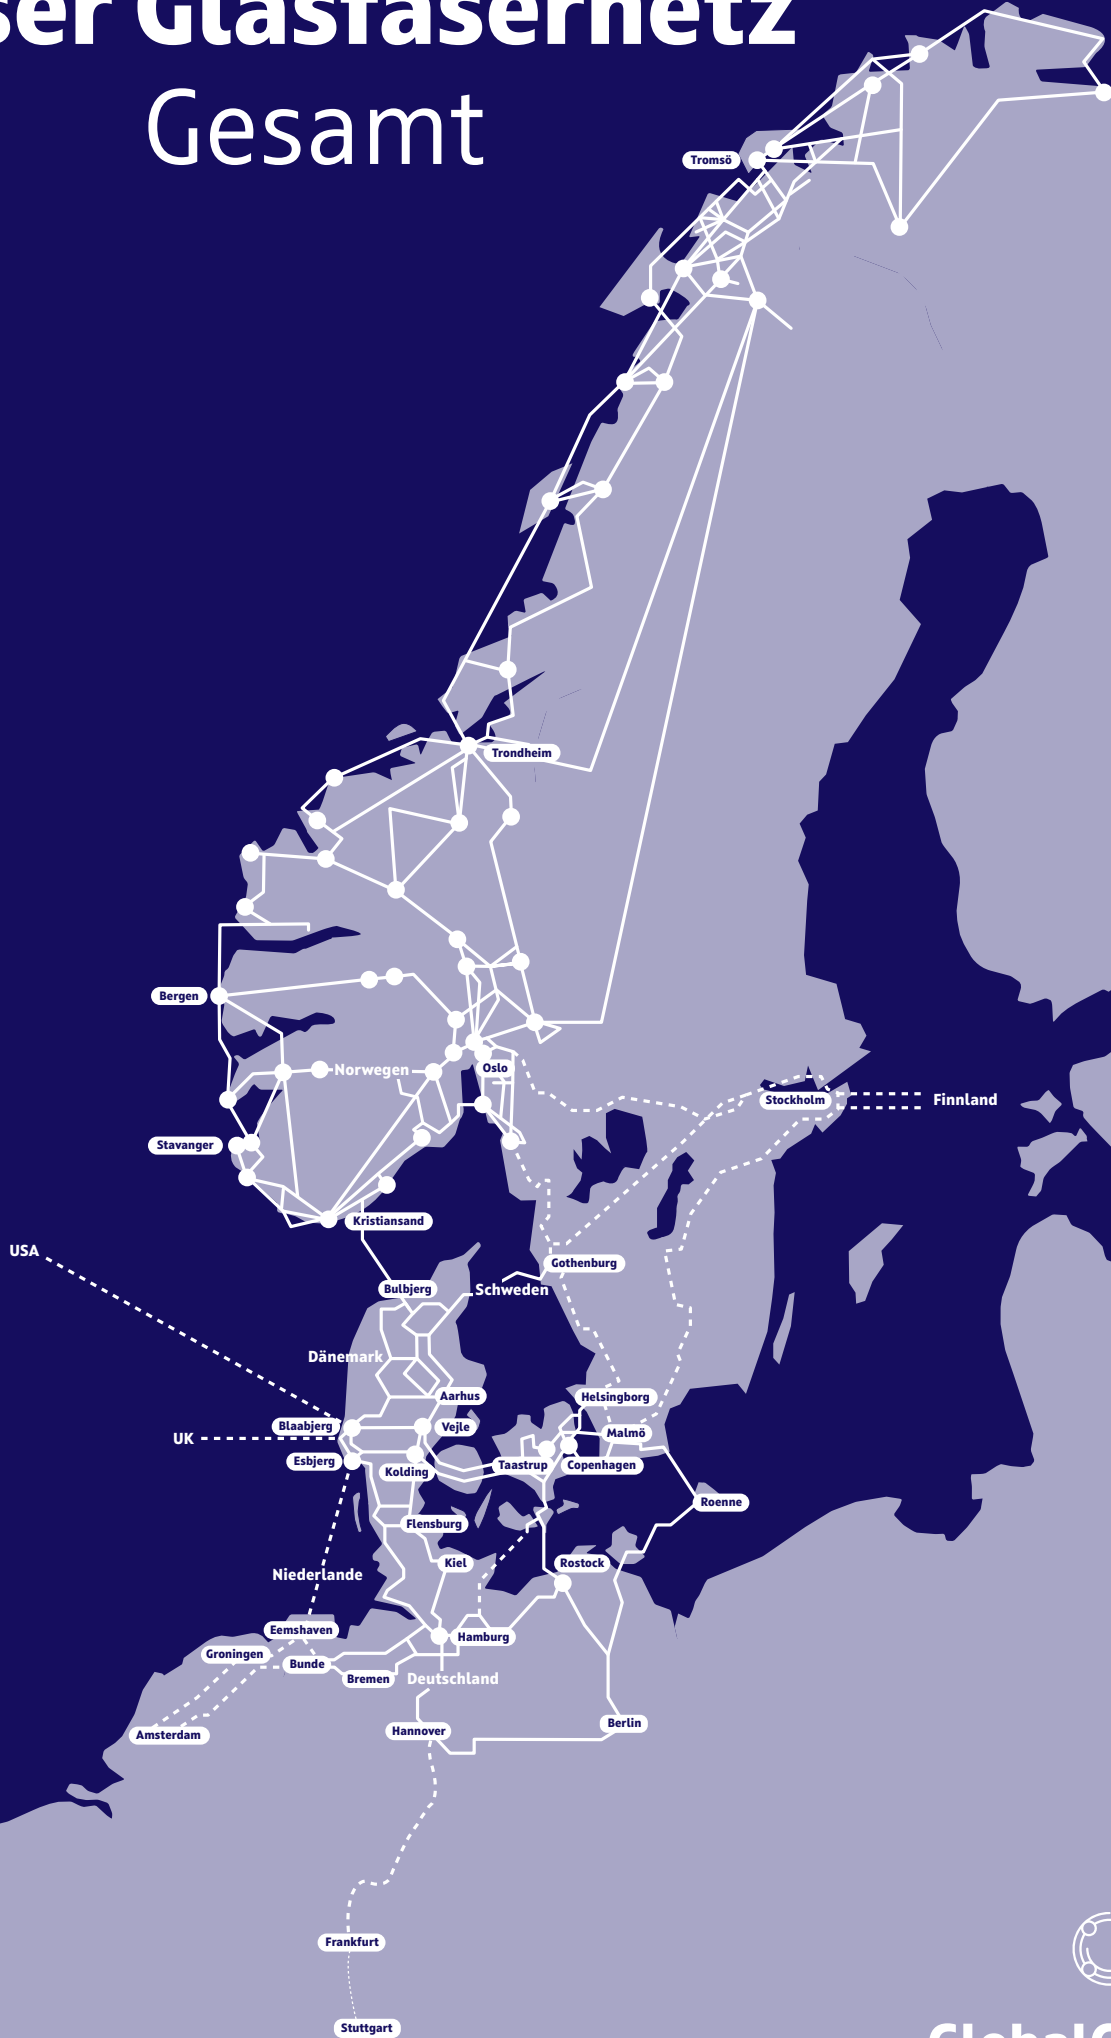 ser Glasfasernetz
Gesamt
Tromsö
Trondheim
Bergen
Norwegen
Oslo
Stockholm
Finnland
Stavanger
Kristiansand
USA
Gothenburg
Bulbjerg
Schweden
Dänemark
Aarhus
Helsingborg
Blaabjerg
Vejle
UK
Malmö
Esbjerg
Kolding
Taastrup
Copenhagen
Roenne
Flensburg
Kiel
Rostock
Niederlande
Eemshaven
Hamburg
Groningen
Bunde
Bremen
Deutschland
Amsterdam
Hannover
Berlin
Frankfurt
Stuttgart